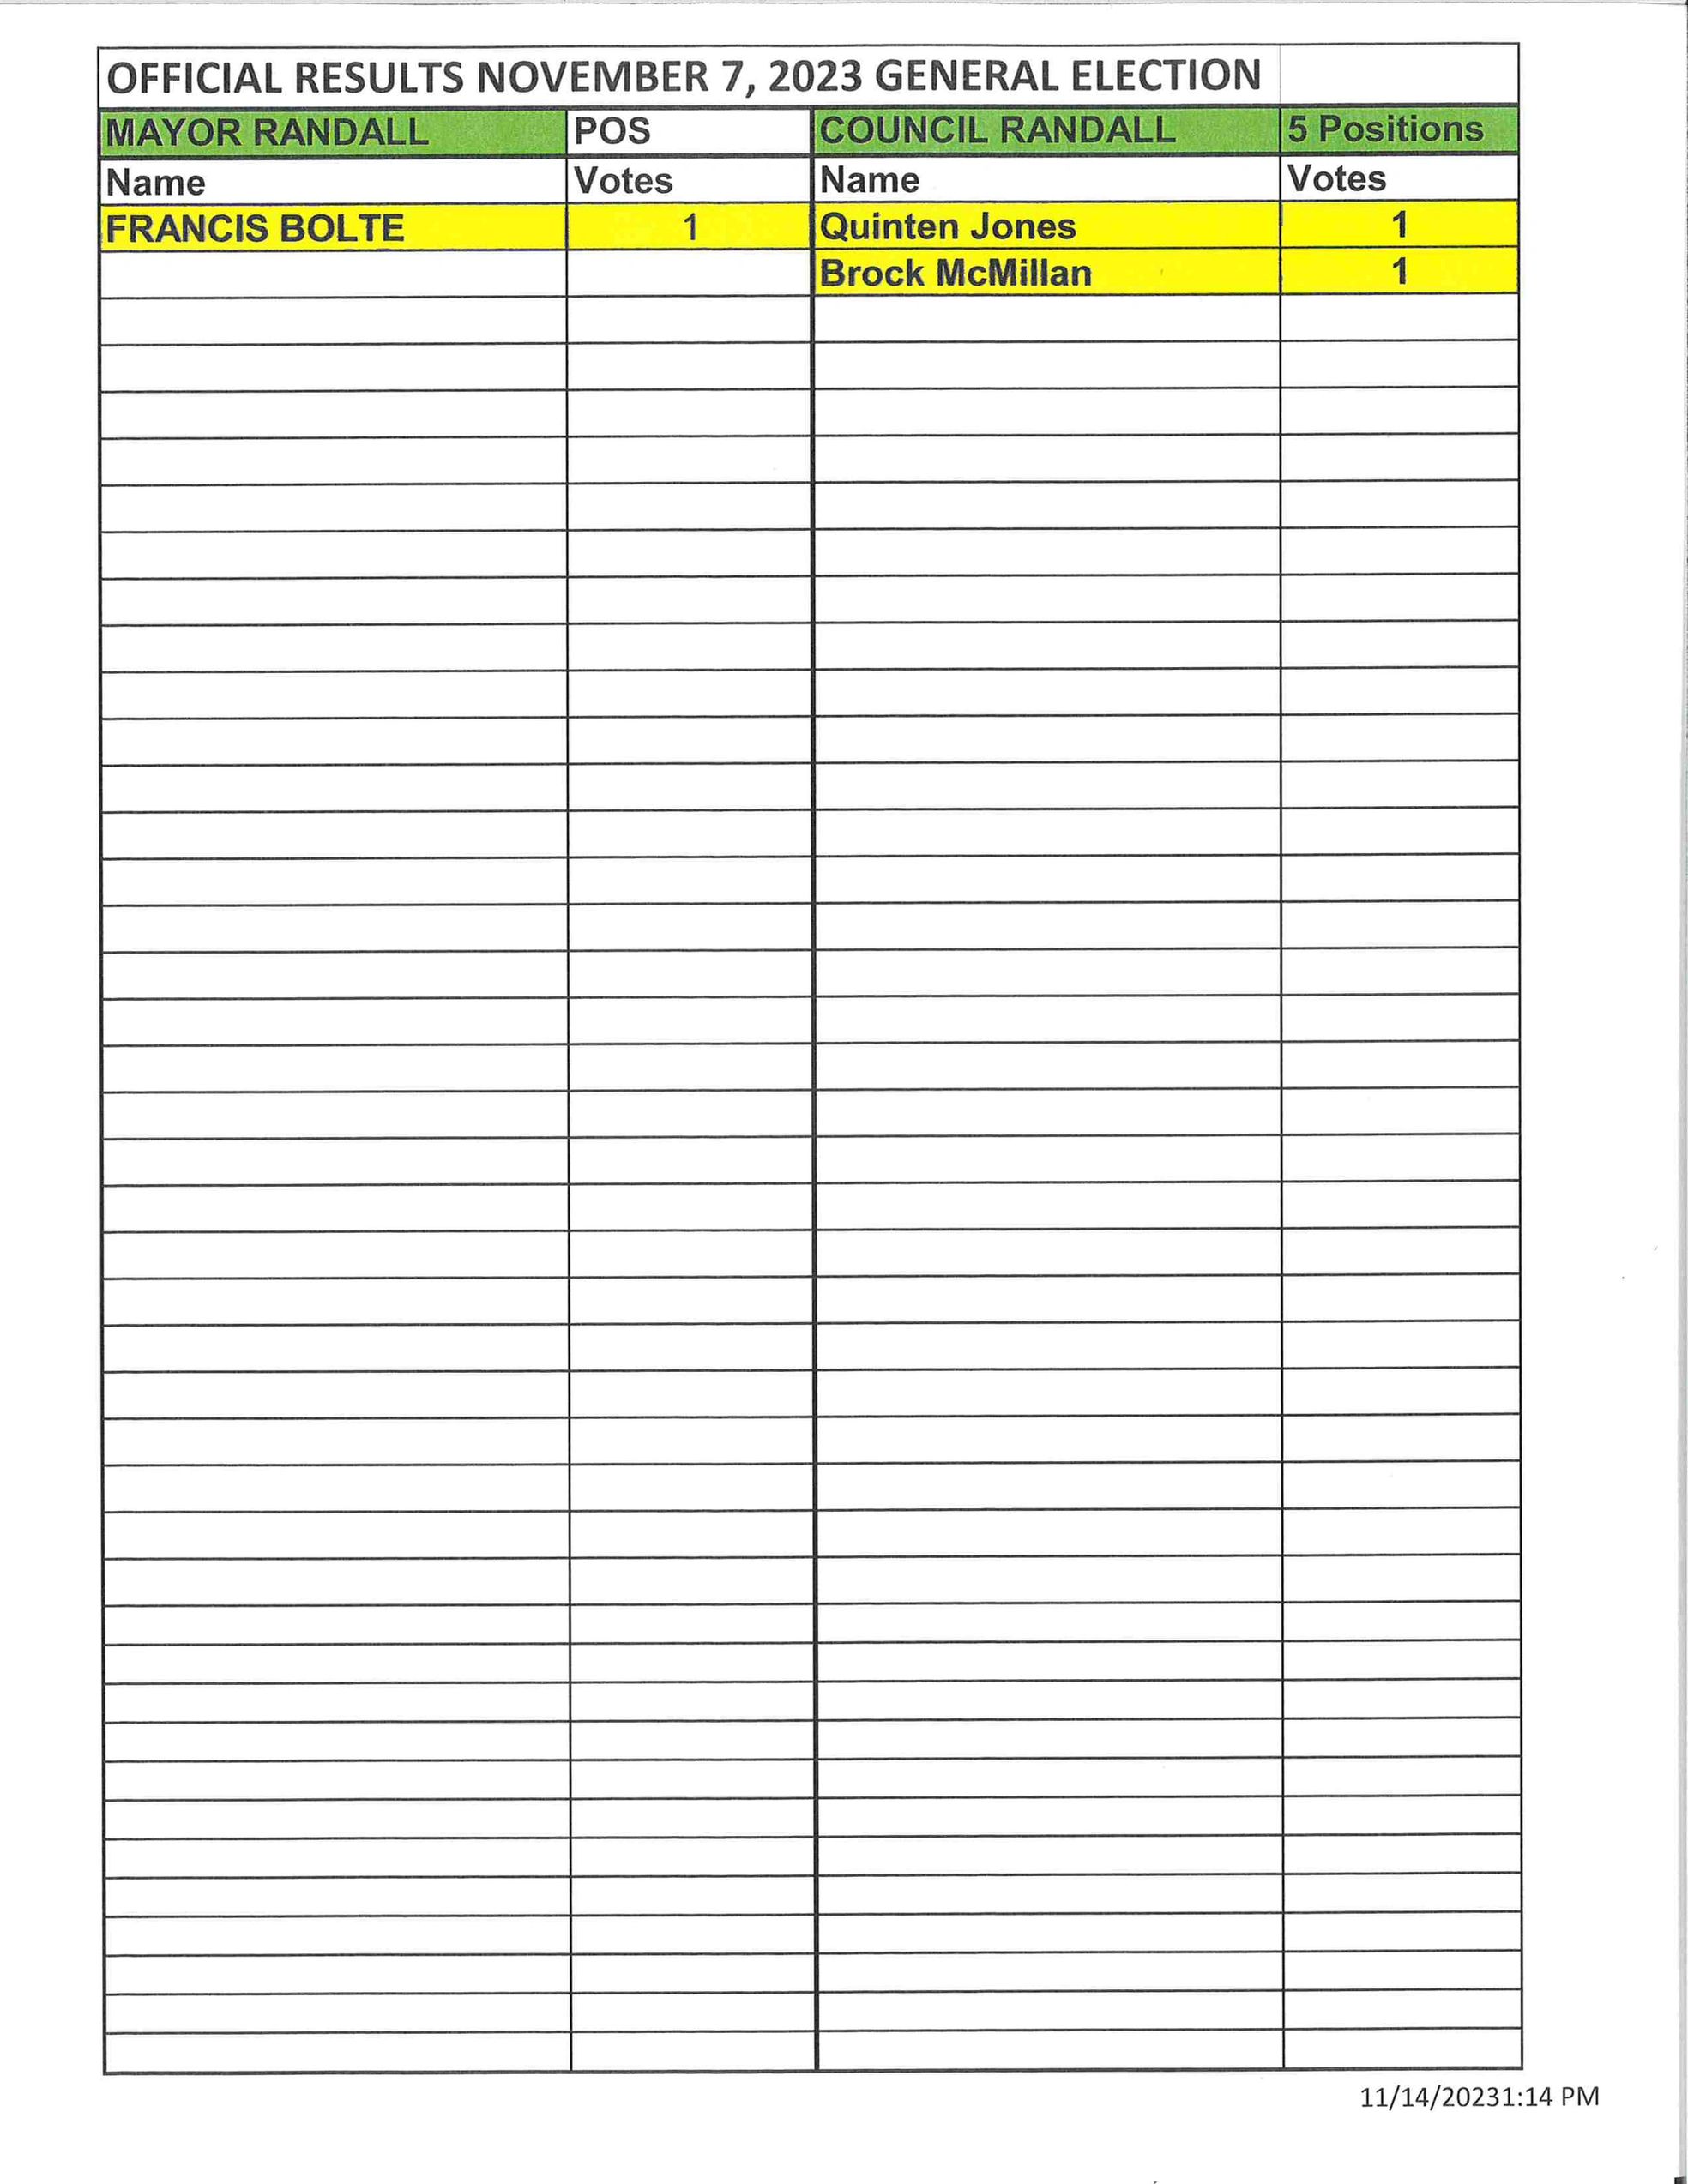 OFFICIAL RESULTS NOVEMBER 7, 2023 GENERAL ELECTION
MAYOR RANDALL POS COUNCIL RANDALL 5 Positions
Name Votes Name Votes
FRANCIS BOLTE 1 Quinten Jones 1
Brock McMillan 1
11/14/20231:14 PM